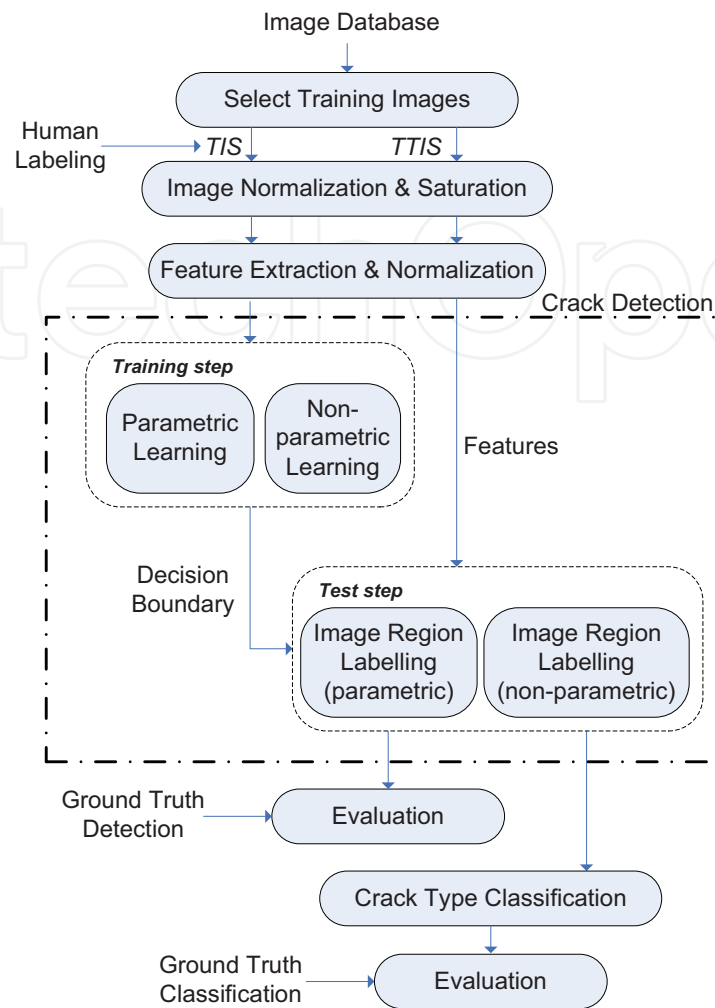 Image Database
Select Training Images
Human
Labeling
TIS
TTIS
Image Normalization & Saturation
Feature Extraction & Normalization
Crack Detection
Training step
Parametric
Learning
Non-
parametric
Learning
Features
Decision
Boundary
Test step
Image Region
Labelling
(parametric)
Image Region
Labelling
(non-parametric)
Ground Truth
Detection
Evaluation
Crack Type Classification
Ground Truth
Classification
Evaluation